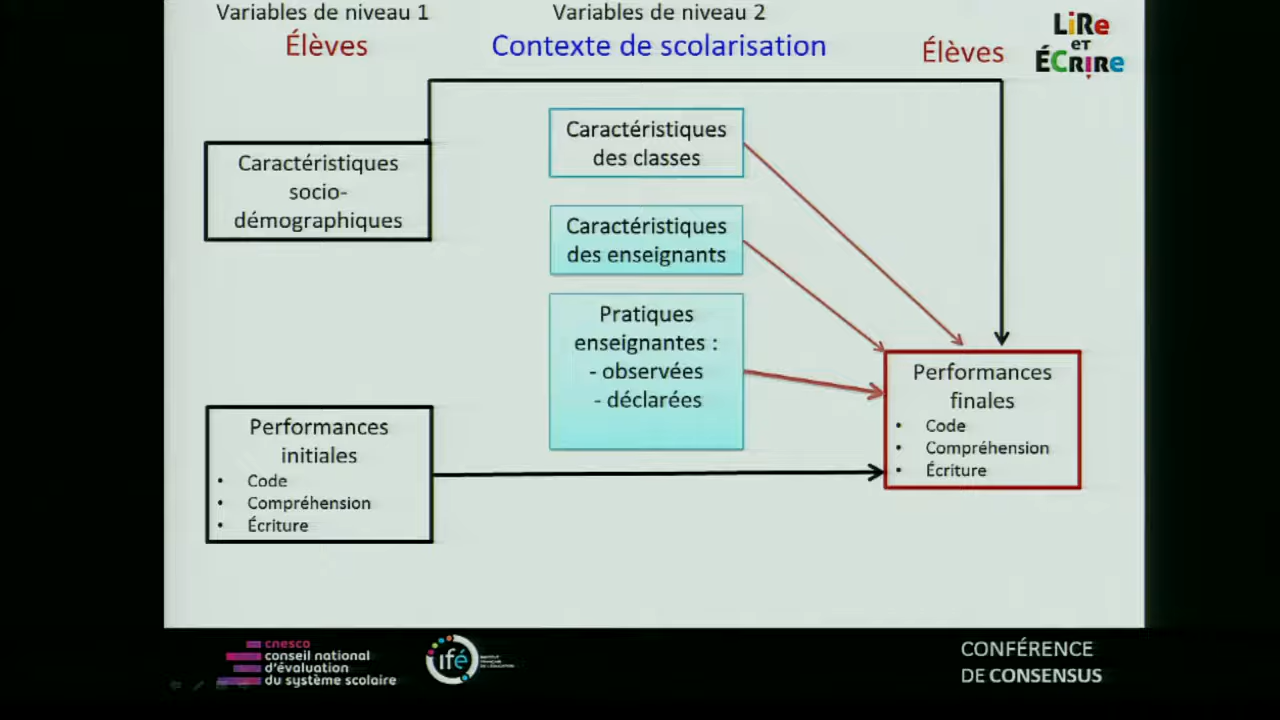 Variables de niveau 1
Élèves
Variables de niveau 2
Contexte de scolarisation
Élèves
LiRe
ET
ÉCRIRE
Caractéristiques
socio-
démographiques
Caractéristiques
des classes
Caractéristiques
des enseignants
Pratiques
enseignantes :
- observées
- déclarées
Performances
initiales
• Code
• Compréhension
• Écriture
Performances
finales
• Code
• Compréhension
• Écriture
cnesco
conseil national
d'évaluation
du système scolaire
ifé
CONFÉRENCE
DE CONSENSUS